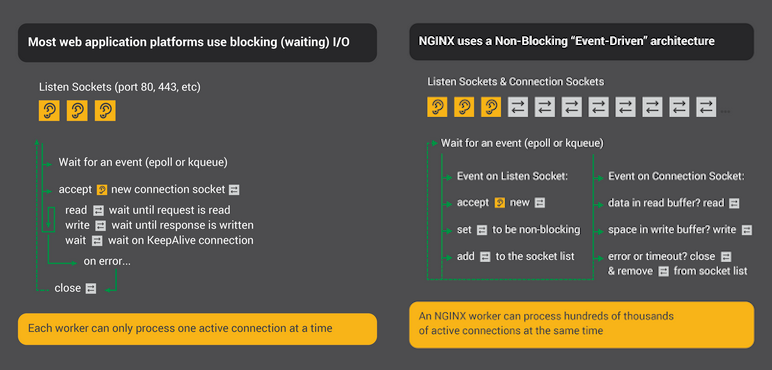 Most web application platforms use blocking (waiting) I/O
Listen Sockets (port 80, 443, etc)
Wait for an event (epoll or kqueue)
accept new connection socket
read wait until request is read
write wait until response is written
wait wait on KeepAlive connection
on error...
close
Each worker can only process one active connection at a time
NGINX uses a Non-Blocking “Event-Driven” architecture
Listen Sockets & Connection Sockets
...
Wait for an event (epoll or kqueue)
Event on Listen Socket:
accept new
set to be non-blocking
add to the socket list
Event on Connection Socket:
data in read buffer? read
space in write buffer? write
error or timeout? close
& remove from socket list
An NGINX worker can process hundreds of thousands
of active connections at the same time